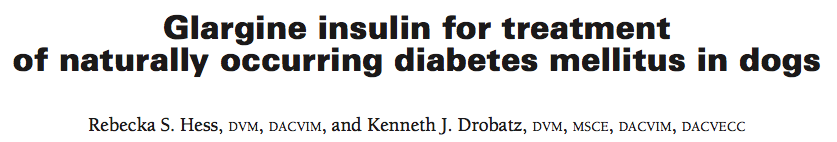 Glargine insulin for treatment
of naturally occurring diabetes mellitus in dogs
Rebecka S. Hess, DVM, DACVIM, and Kenneth J. Drobatz, DVM, MSCE, DACVIM, DACVECC